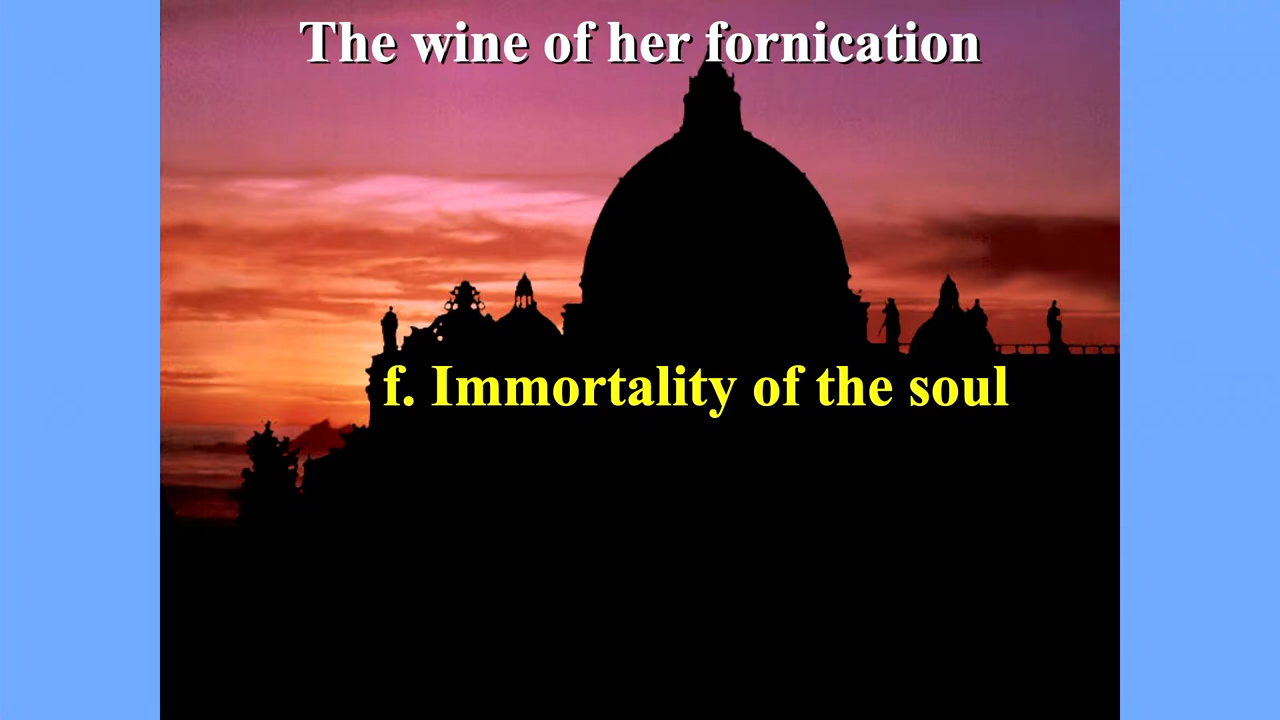 The wine of her fornication
f. Immortality of the soul